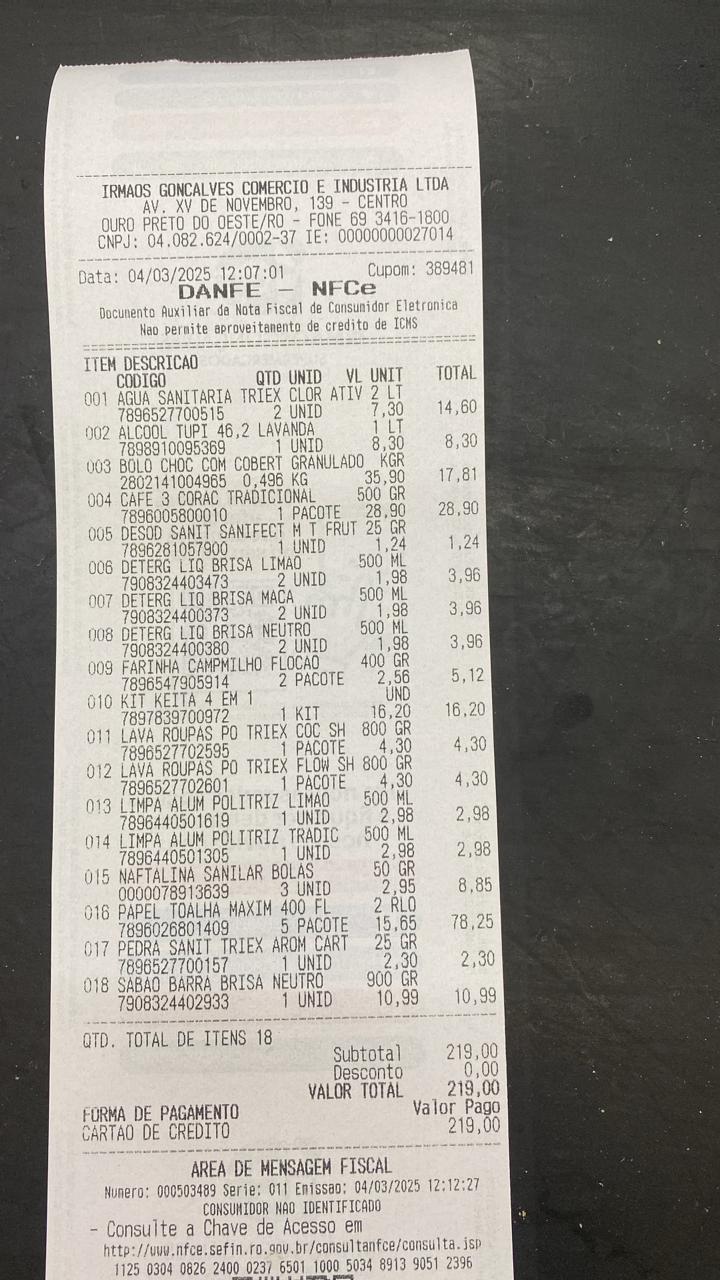 IRMAOS GONCALVES COMERCIO E INDUSTRIA LTDA
AV. XV DE NOVEMBRO, 139 - CENTRO
OURO PRETO DO OESTE/RO - FONE 69 3416-1800
CNPJ: 04.082.624/0002-37 IE: 00000000027014
Data: 04/03/2025 12:07:01 Cupom: 389481
DANFE - NFCe
Documento Auxiliar da Nota Fiscal de Consumidor Eletronica
Nao permite aproveitamento de credito de ICMS
ITEM DESCRICAO
CODIGO QTD UNID VL UNIT TOTAL
001 AGUA SANITARIA TRIEX CLOR ATIV 2 LT
7896527700515 2 UNID 7,30 14,60
002 ALCOOL TUPI 46,2 LAVANDA 1 LT
7898910095369 1 UNID 8,30 8,30
003 BOLO CHOC COM COBERT GRANULADO KGR
2802141004965 0,496 KG 35,90 17,81
004 CAFE 3 CORAC TRADICIONAL 500 GR
7896005800010 1 PACOTE 28,90 28,90
005 DESOD SANIT SANIFECT M T FRUT 25 GR
7896281057900 1 UNID 1,24 1,24
006 DETERG LIQ BRISA LIMAO 500 ML
7908324403473 2 UNID 1,98 3,96
007 DETERG LIQ BRISA MACA 500 ML
7908324400373 2 UNID 1,98 3,96
008 DETERG LIQ BRISA NEUTRO 500 ML
7908324400380 2 UNID 1,98 3,96
009 FARINHA CAMPMILHO FLOCAO 400 GR
7896547905914 2 PACOTE 2,56 5,12
010 KIT KEITA 4 EM 1 UND
7897839700972 1 KIT 16,20 16,20
011 LAVA ROUPAS PO TRIEX COC SH 800 GR
7896527702595 1 PACOTE 4,30 4,30
012 LAVA ROUPAS PO TRIEX FLOW SH 800 GR
7896527702601 1 PACOTE 4,30 4,30
013 LIMPA ALUM POLITRIZ LIMAO 500 ML
7896440501619 1 UNID 2,98 2,98
014 LIMPA ALUM POLITRIZ TRADIC 500 ML
7896440501305 1 UNID 2,98 2,98
015 NAFTALINA SANILAR BOLAS 50 GR
0000078913639 3 UNID 2,95 8,85
016 PAPEL TOALHA MAXIM 400 FL 2 RLO
7896026801409 5 PACOTE 15,65 78,25
017 PEDRA SANIT TRIEX AROM CART 25 GR
7896527700157 1 UNID 2,30 2,30
018 SABAO BARRA BRISA NEUTRO 900 GR
7908324402933 1 UNID 10,99 10,99
QTD. TOTAL DE ITENS 18
Subtotal 219,00
Desconto 0,00
VALOR TOTAL 219,00
FORMA DE PAGAMENTO Valor Pago
CARTAO DE CREDITO 219,00
AREA DE MENSAGEM FISCAL
Numero: 000503489 Serie: 011 Emissao: 04/03/2025 12:12:27
CONSUMIDOR NAO IDENTIFICADO
- Consulte a Chave de Acesso em
http://www.nfce.sefin.ro.gov.br/consultanfce/consulta.jsp
1125 0304 0826 2400 0237 6501 1000 5034 8913 9051 2396